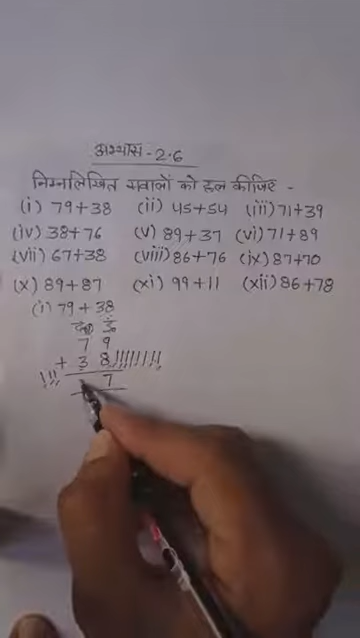 अभ्यास-2.6
निम्नलिखित सवालों को हल कीजिए -
(i) 79+38 (ii) 45+54 (iii) 71+39
(iv) 38+76 (v) 89+37 (vi) 71+89
(vii) 67+38 (viii) 86+76 (ix) 87+70
(x) 89+87 (xi) 99+11 (xii) 86+78
(i) 79+38
7 9
+ 3 8
7